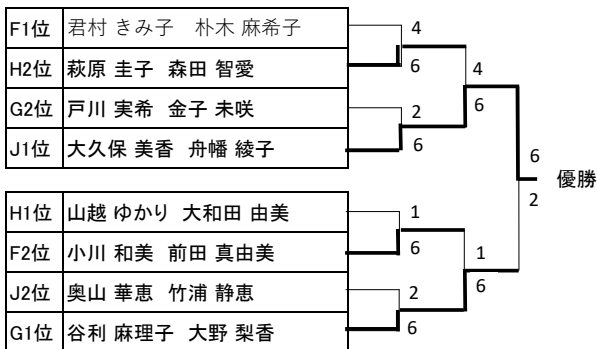 F1位 君村 きみ子 朴木 麻希子
4
H2位 萩原 圭子 森田 智愛
6
4
G2位 戸川 実希 金子 未咲
2
6
J1位 大久保 美香 舟幡 綾子
6
6
優勝
2
H1位 山越 ゆかり 大和田 由美
1
F2位 小川 和美 前田 真由美
6
1
J2位 奥山 華恵 竹浦 静恵
2
6
G1位 谷利 麻理子 大野 梨香
6